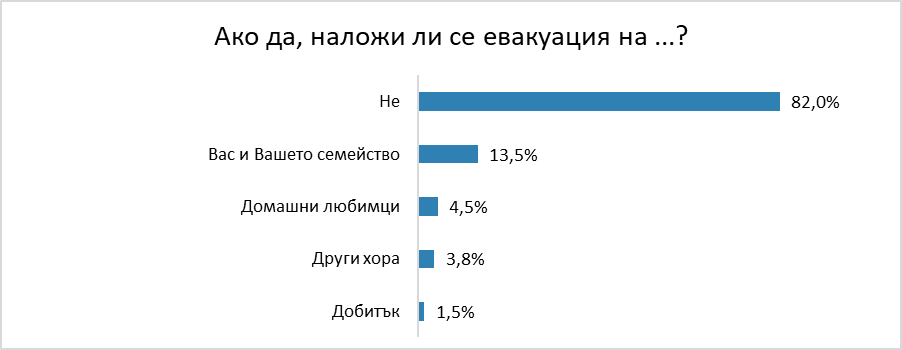 Ако да, наложи ли се евакуация на ...?
Не 82,0%
Вас и Вашето семейство 13,5%
Домашни любимци 4,5%
Други хора 3,8%
Добитък 1,5%